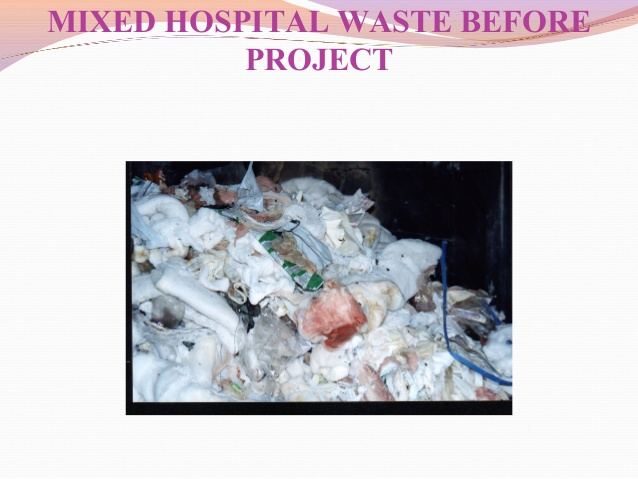 MIXED HOSPITAL WASTE BEFORE
PROJECT